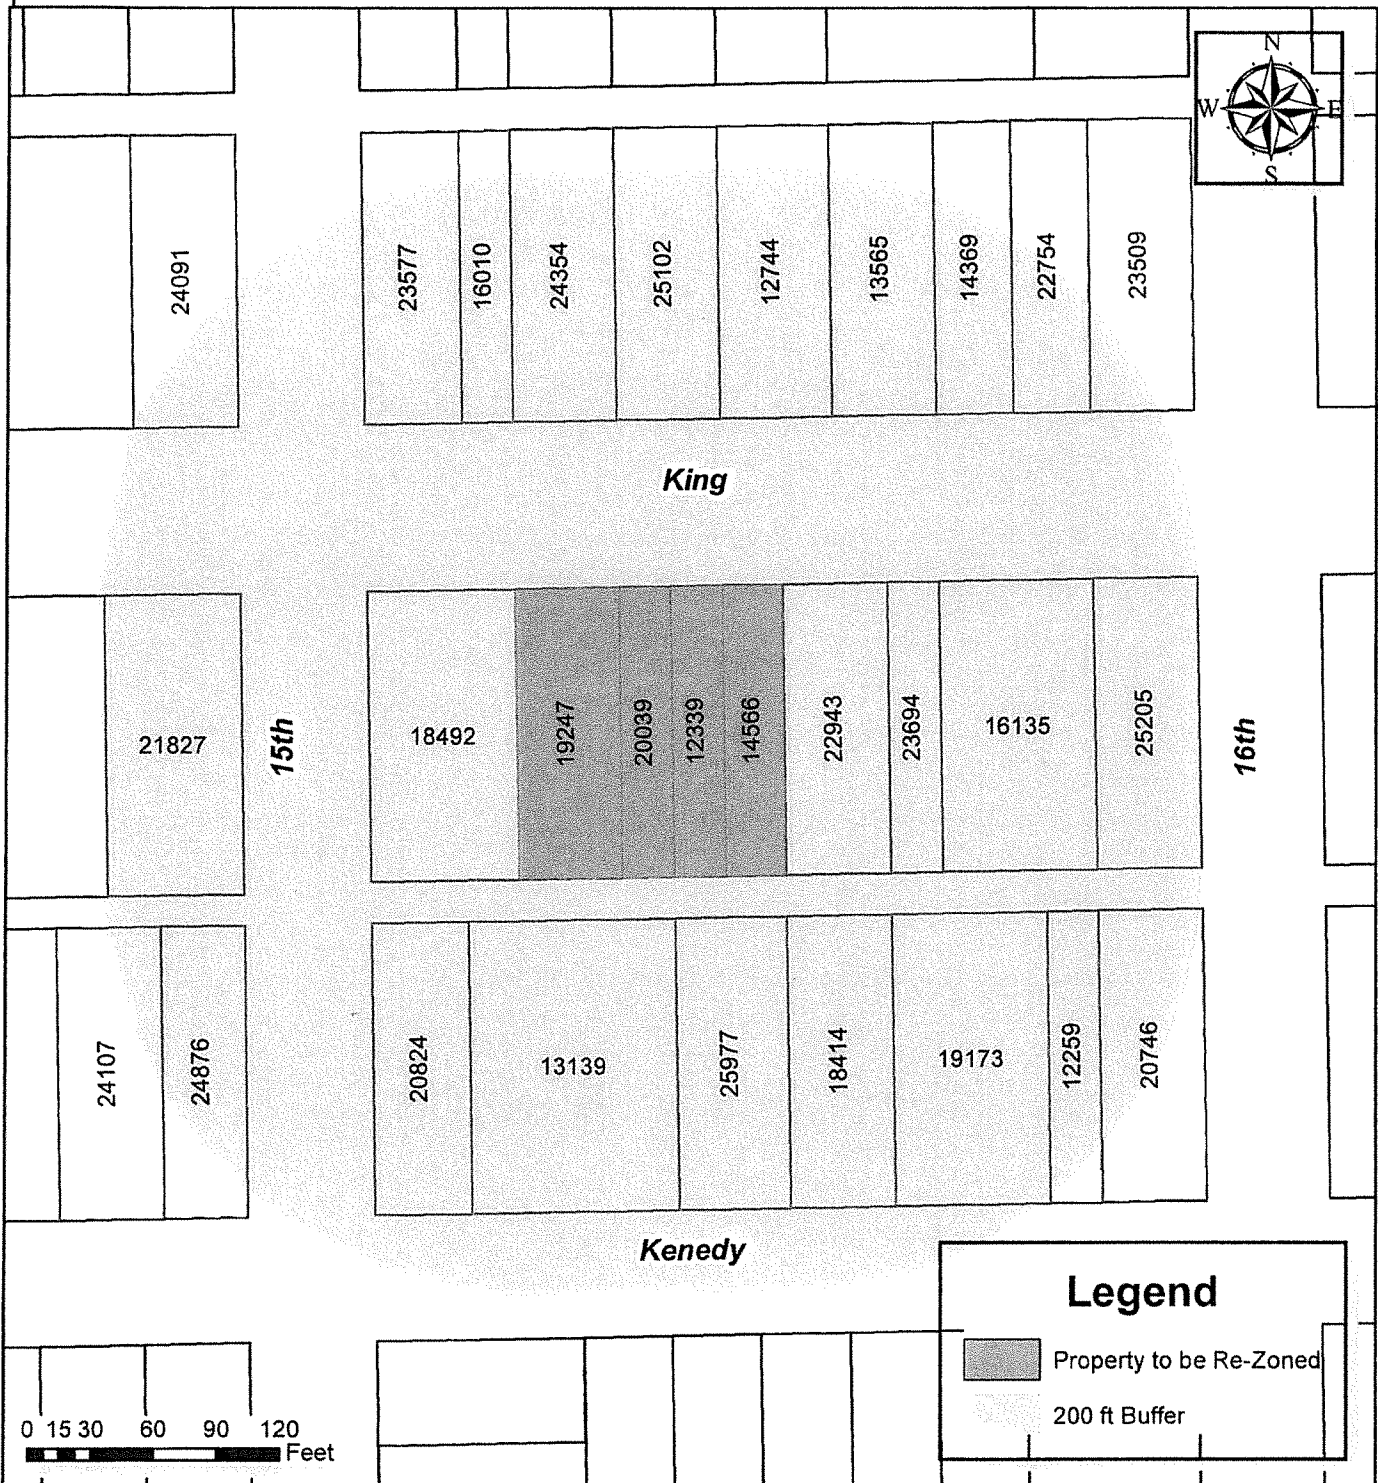 N
W E
S
24091
23577
16010
24354
25102
12744
13565
14369
22754
23509
King
21827
15th
18492
19247
20039
12339
14566
22943
23694
16135
25205
16th
24107
24876
20824
13139
25977
18414
19173
12259
20746
Kenedy
Legend
Property to be Re-Zoned
200 ft Buffer
0 15 30 60 90 120
Feet